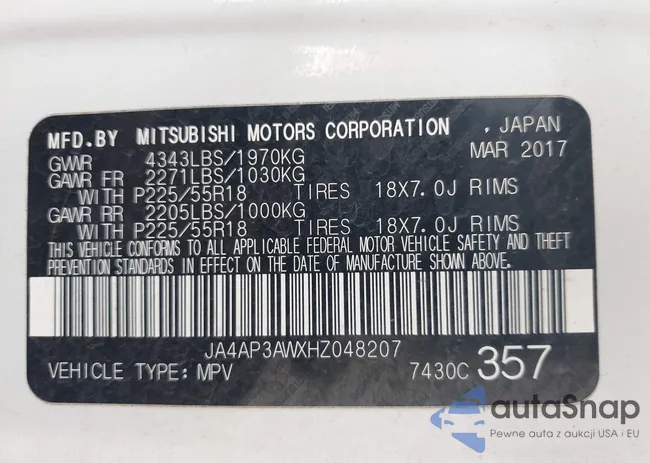 MFD.BY MITSUBISHI MOTORS CORPORATION , JAPAN
GVWR 4343LBS/1970KG MAR 2017
GAWR FR 2271LBS/1030KG
WITH P225/55R18 TIRES 18X7.0J RIMS
GAWR RR 2205LBS/1000KG
WITH P225/55R18 TIRES 18X7.0J RIMS
THIS VEHICLE CONFORMS TO ALL APPLICABLE FEDERAL MOTOR VEHICLE SAFETY AND THEFT
PREVENTION STANDARDS IN EFFECT ON THE DATE OF MANUFACTURE SHOWN ABOVE.
JA4AP3AWXHZ048207
VEHICLE TYPE: MPV 7430C 357
autaSnap
Pewne auta z aukcji USA i EU